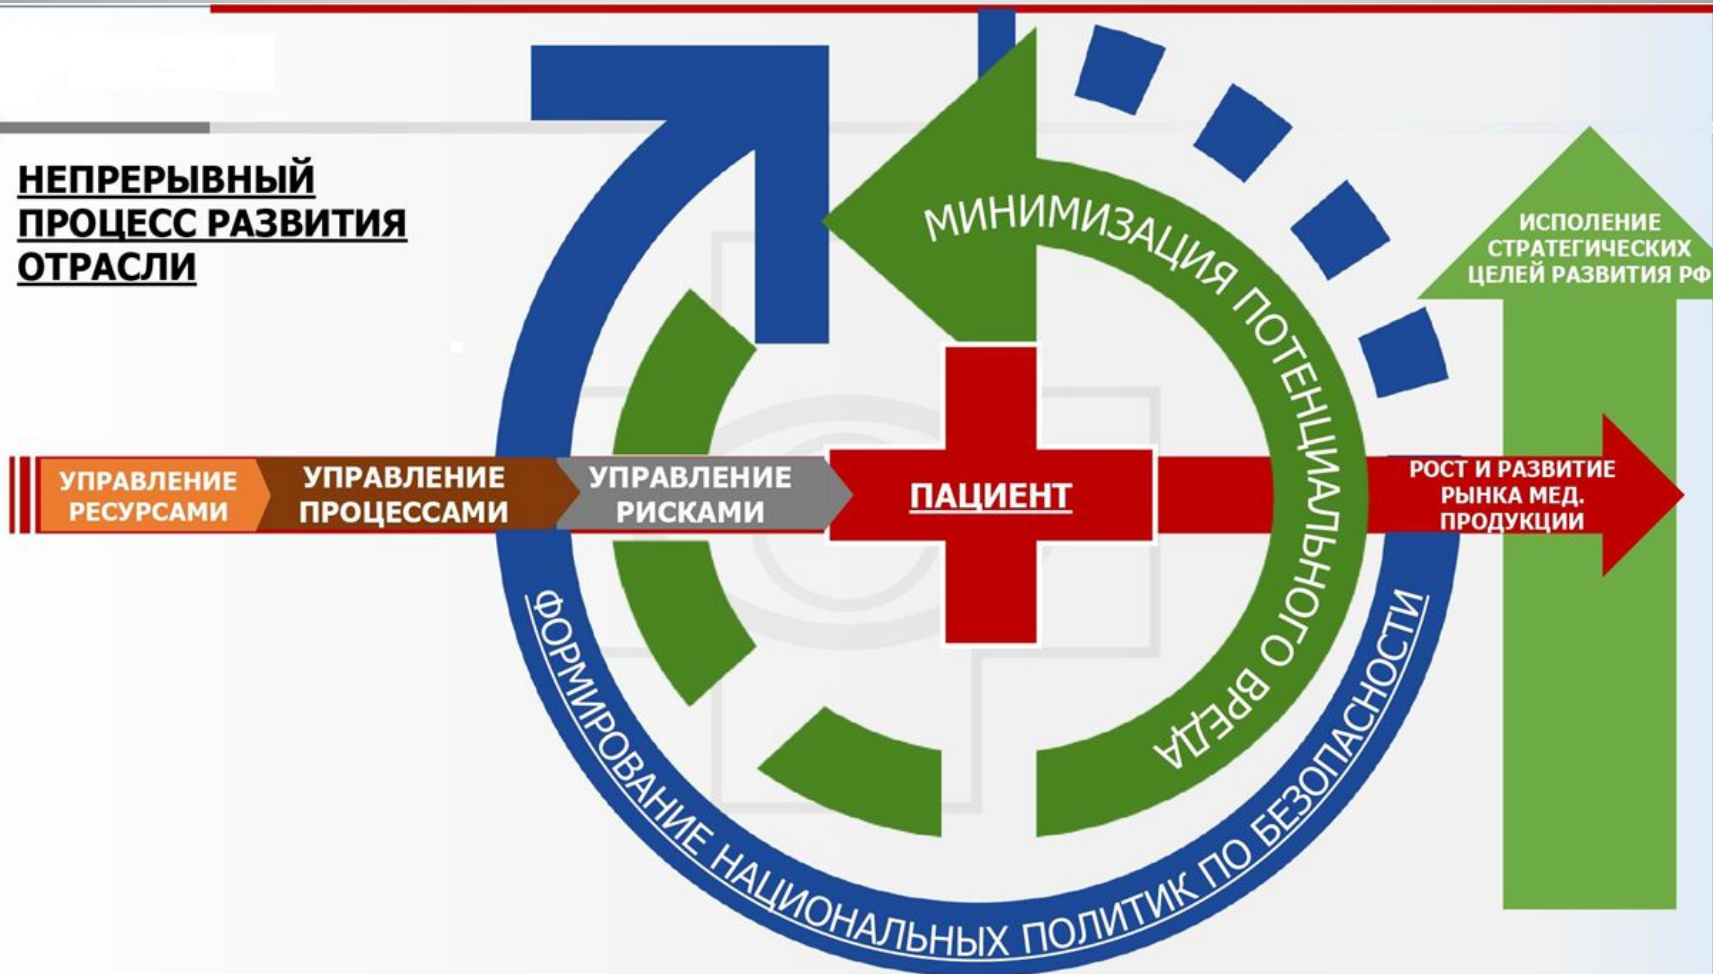 НЕПРЕРЫВНЫЙ
ПРОЦЕСС РАЗВИТИЯ
ОТРАСЛИ
МИНИМИЗАЦИЯ ПОТЕНЦИАЛЬНОГО ВРЕДА
ИСПОЛЕНИЕ
СТРАТЕГИЧЕСКИХ
ЦЕЛЕЙ РАЗВИТИЯ РФ
УПРАВЛЕНИЕ
РЕСУРСАМИ
УПРАВЛЕНИЕ
ПРОЦЕССАМИ
УПРАВЛЕНИЕ
РИСКАМИ
ПАЦИЕНТ
РОСТ И РАЗВИТИЕ
РЫНКА МЕД.
ПРОДУКЦИИ
ФОРМИРОВАНИЕ НАЦИОНАЛЬНЫХ ПОЛИТИК ПО БЕЗОПАСНОСТИ